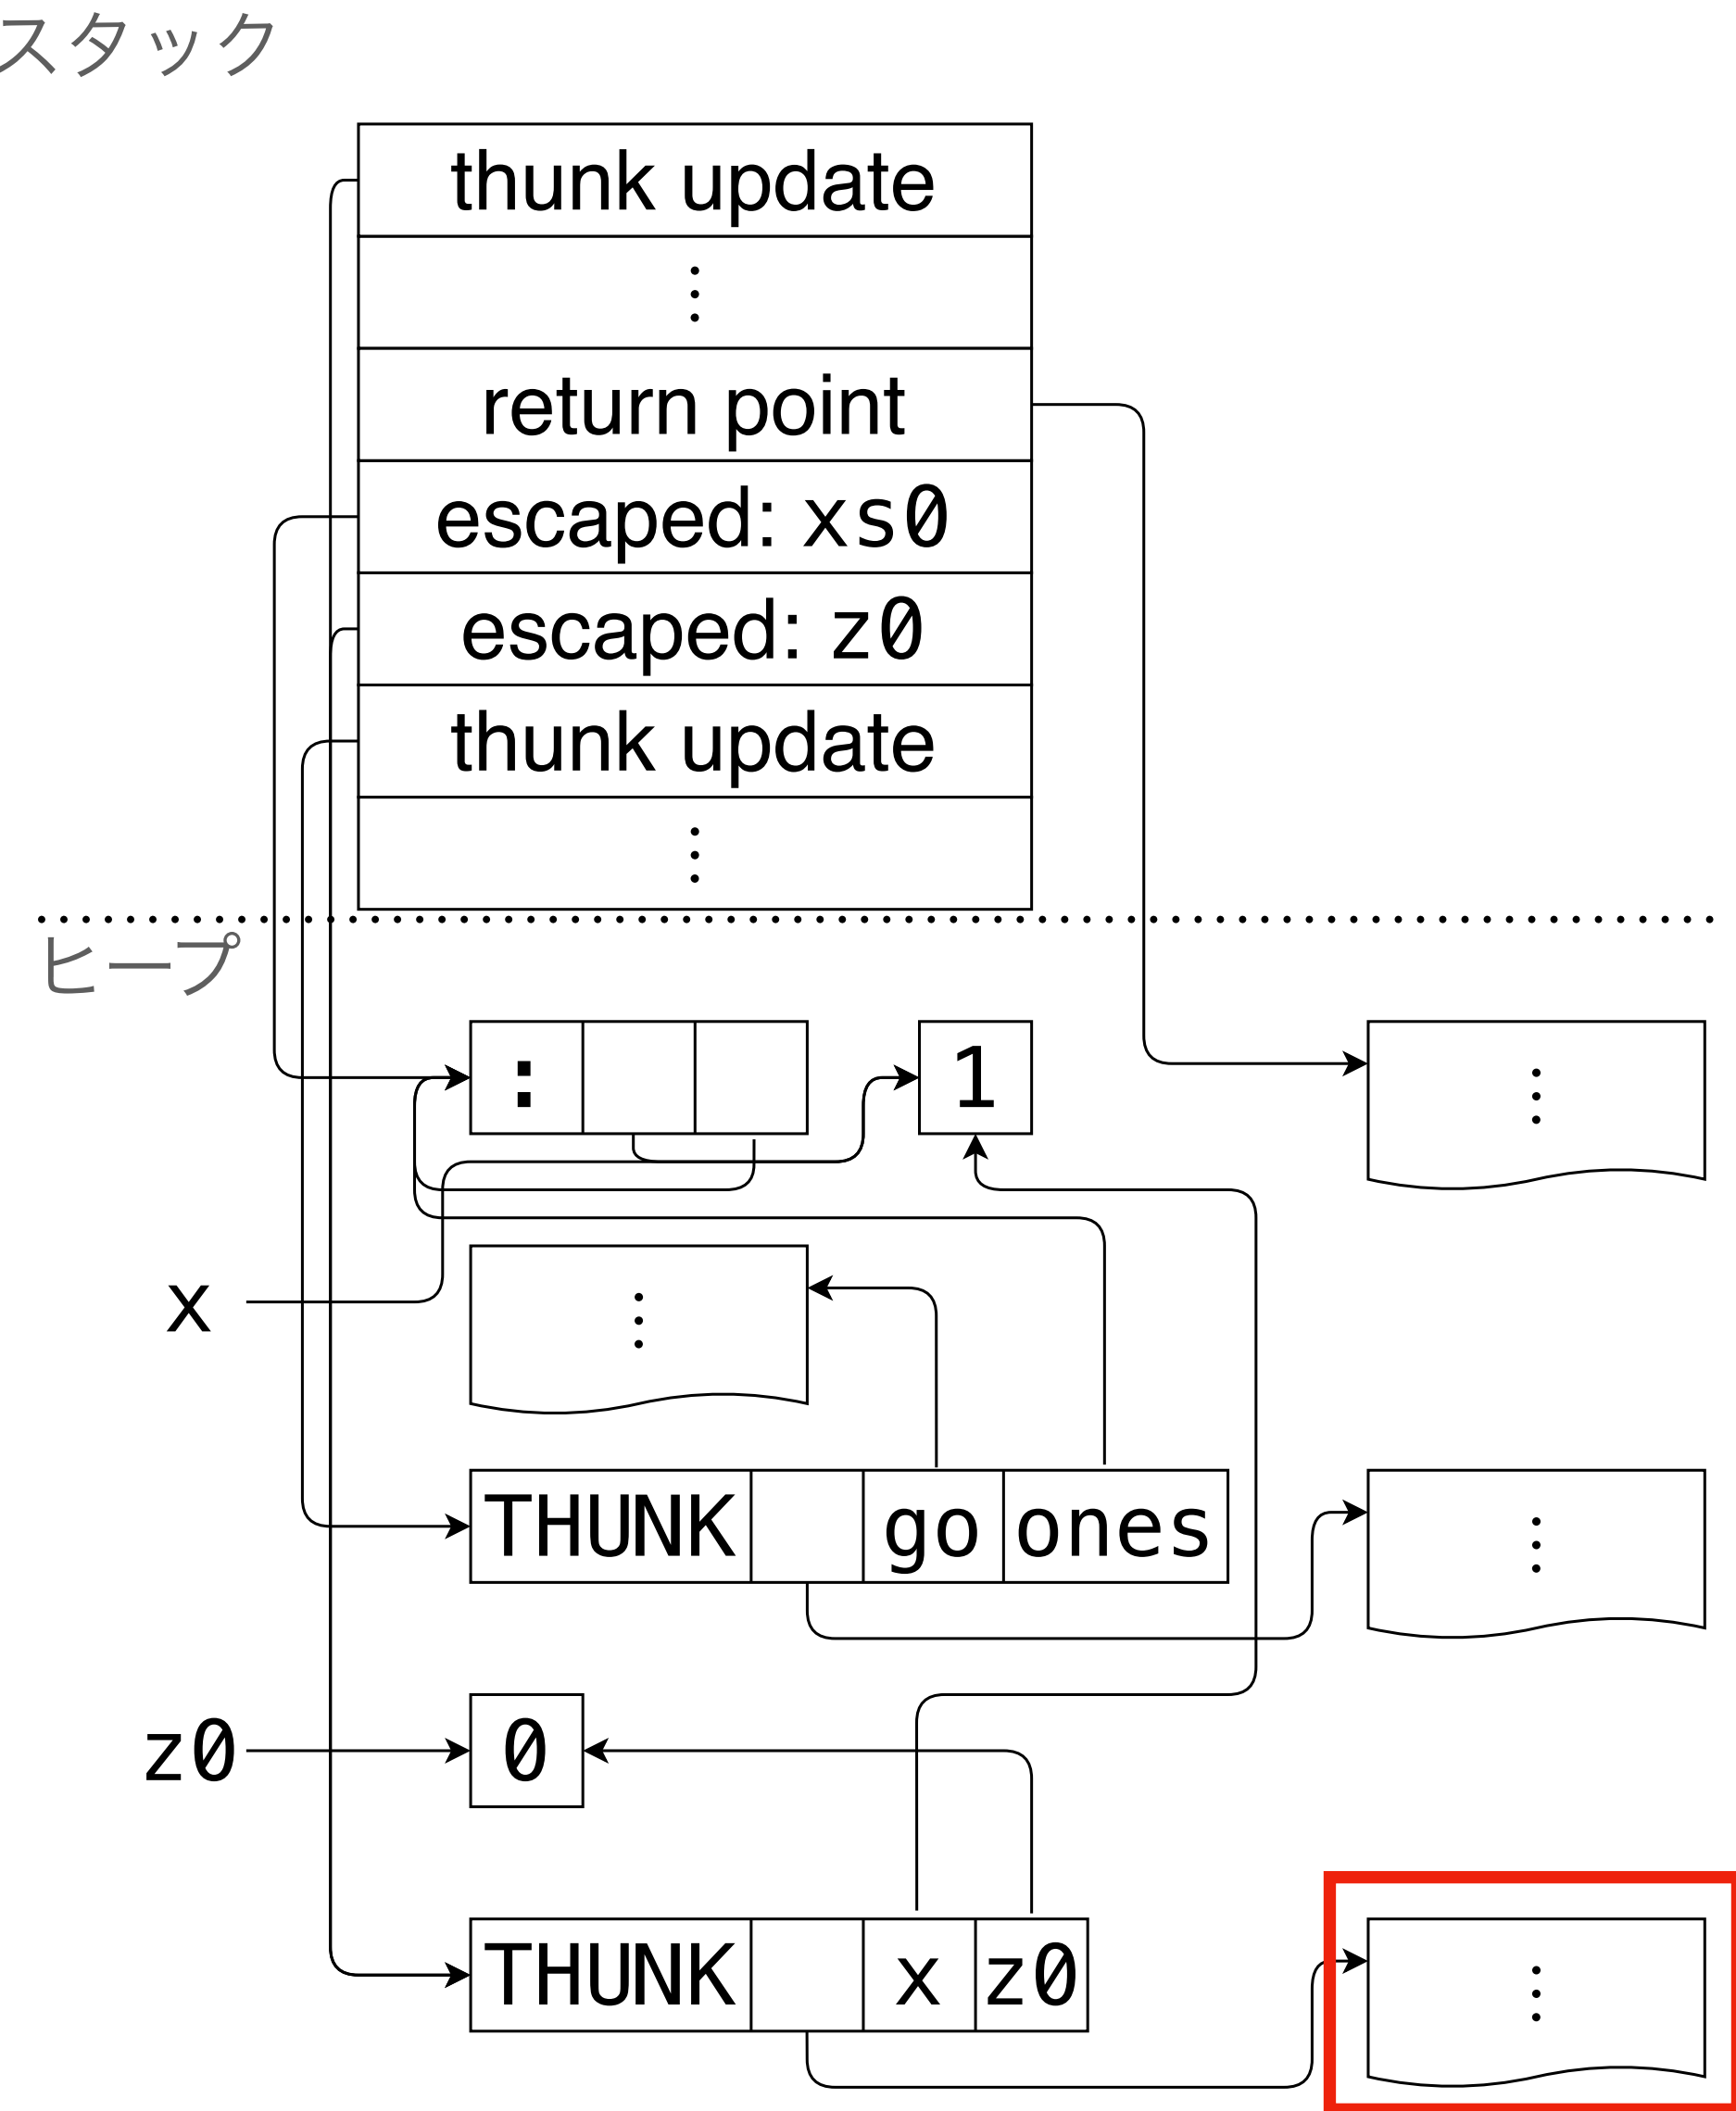 スタック
thunk update
⋮
return point
escaped: xs0
escaped: z0
thunk update
⋮
ヒープ
:
1
⋮
x
⋮
THUNK go ones
⋮
z0
0
THUNK x z0
⋮